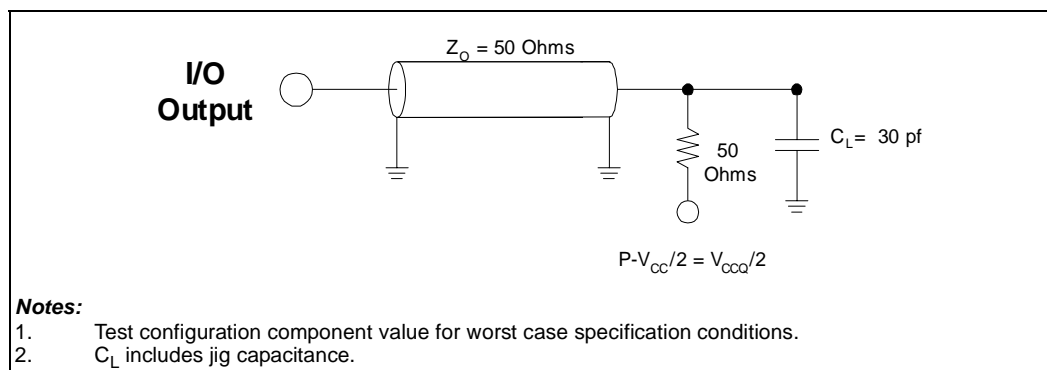 Z_O = 50 Ohms
I/O
Output
50
Ohms
C_L = 30 pf
P-V_CC/2 = V_CCQ/2
Notes:
1. Test configuration component value for worst case specification conditions.
2. C_L includes jig capacitance.